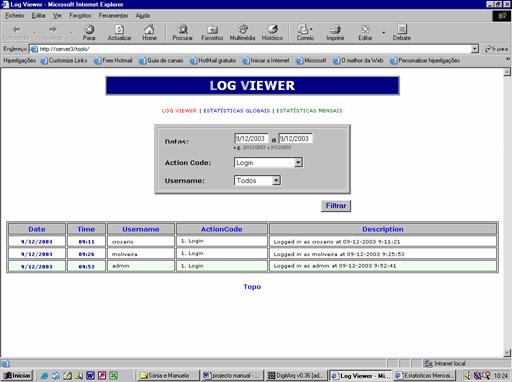 Log Viewer - Microsoft Internet Explorer
Ficheiro Editar Ver Favoritos Ferramentas Ajuda
Retroceder Avançar Parar Actualizar Home Procurar Favoritos Multimédia Histórico Correio Imprimir Editar Debate
Endereço http://server3/tools/ Ir para
Hiperligações Customize Links Free Hotmail Guia de canais HotMail gratuito Iniciar a Internet Microsoft O melhor da Web Personalizar hiperligações
LOG VIEWER
LOG VIEWER | ESTATÍSTICAS GLOBAIS | ESTATÍSTICAS MENSAIS
Datas: 9/12/2003 a 9/12/2003
e.g. 20/11/2003 a 9/12/2003
Action Code: Login
Username: Todos
Filtrar
Date Time Username ActionCode Description
9/12/2003 09:11 crosario 1. Login Logged in as crosario at 09-12-2003 9:11:21
9/12/2003 09:26 moliveira 1. Login Logged in as moliveira at 09-12-2003 9:25:53
9/12/2003 09:53 admin 1. Login Logged in as admin at 09-12-2003 9:52:41
Topo
Intranet local
Iniciar Sónia e Manuela projecto manual - ... DigitArq v0.36 [ad... Log Viewer - Mi... Estatísticas Mensai... 10:24